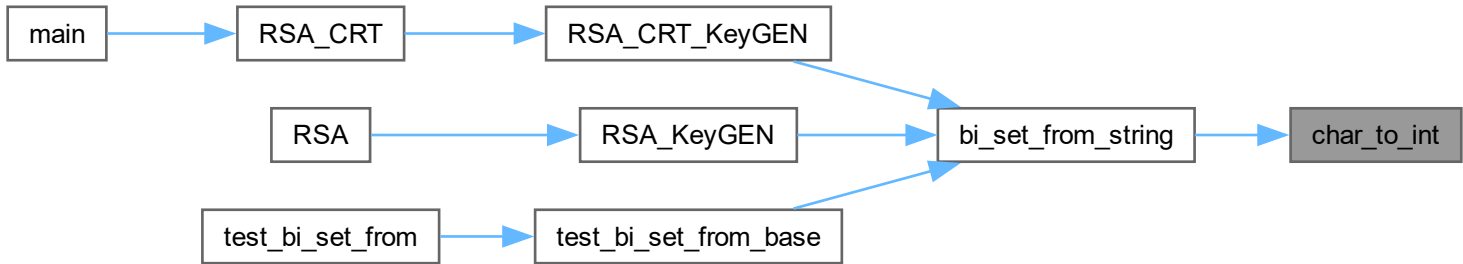 main
RSA_CRT
RSA_CRT_KeyGEN
RSA
RSA_KeyGEN
bi_set_from_string
char_to_int
test_bi_set_from
test_bi_set_from_base